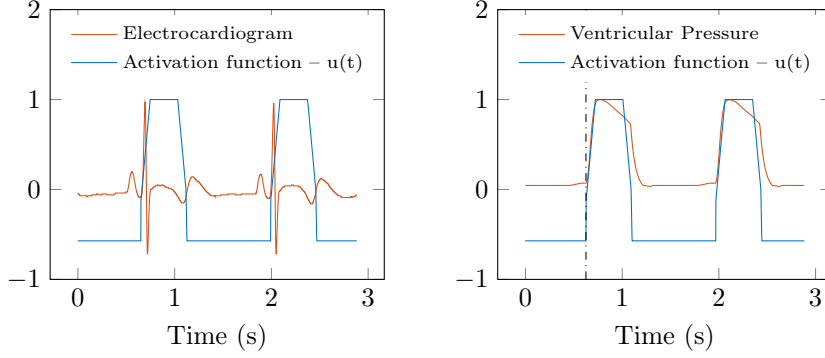 2
Electrocardiogram
Activation function – u(t)
1
0
−1
0 1 2 3
Time (s)
2
Ventricular Pressure
Activation function – u(t)
1
0
−1
0 1 2 3
Time (s)